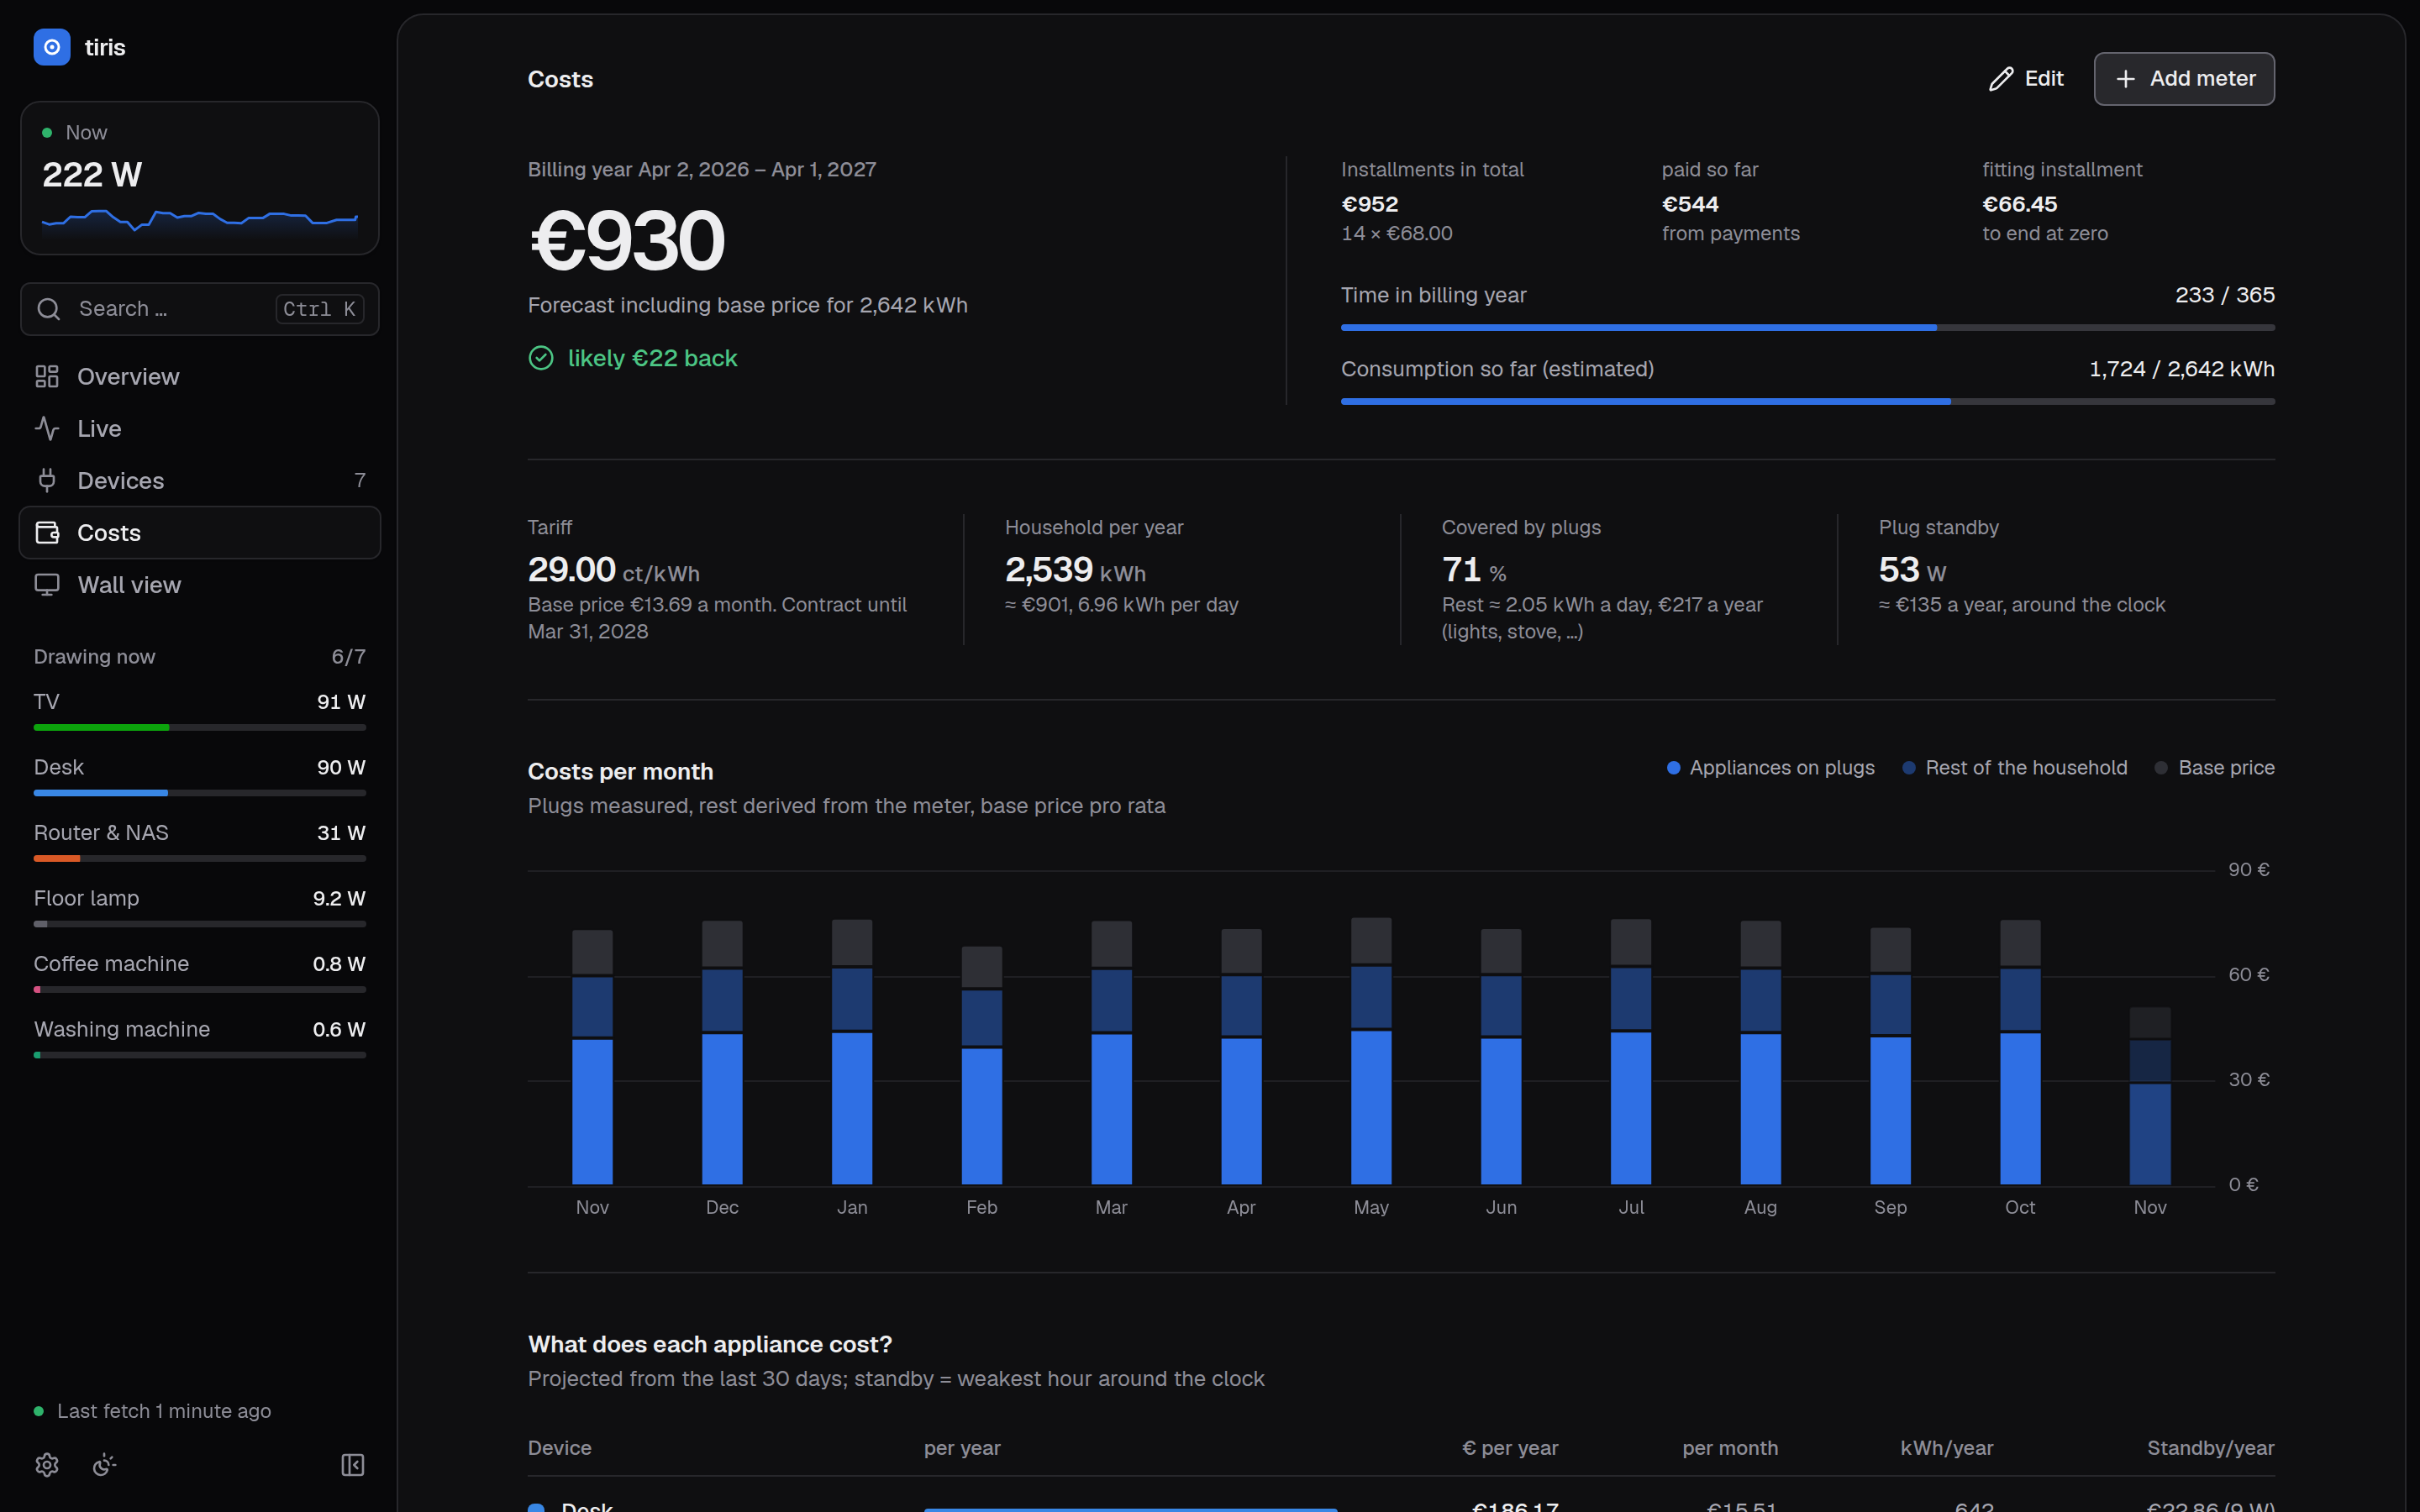 tiris
Now
222 W
Search ...
Ctrl K
Overview
Live
Devices 7
Costs
Wall view
Drawing now 6/7
TV 91 W
Desk 90 W
Router & NAS 31 W
Floor lamp 9.2 W
Coffee machine 0.8 W
Washing machine 0.6 W
Last fetch 1 minute ago
Costs
Edit
Add meter
Billing year Apr 2, 2026 – Apr 1, 2027
€930
Forecast including base price for 2,642 kWh
likely €22 back
Installments in total
€952
14 × €68.00
paid so far
€544
from payments
fitting installment
€66.45
to end at zero
Time in billing year 233 / 365
Consumption so far (estimated) 1,724 / 2,642 kWh
Tariff
29.00 ct/kWh
Base price €13.69 a month. Contract until
Mar 31, 2028
Household per year
2,539 kWh
≈ €901, 6.96 kWh per day
Covered by plugs
71 %
Rest ≈ 2.05 kWh a day, €217 a year
(lights, stove, ...)
Plug standby
53 W
≈ €135 a year, around the clock
Costs per month
Plugs measured, rest derived from the meter, base price pro rata
Appliances on plugs Rest of the household Base price
90 €
60 €
30 €
0 €
Nov Dec Jan Feb Mar Apr May Jun Jul Aug Sep Oct Nov
What does each appliance cost?
Projected from the last 30 days; standby = weakest hour around the clock
Device per year € per year per month kWh/year Standby/year
Desk €186.17 €15.51 642 €22.86 (9 W)